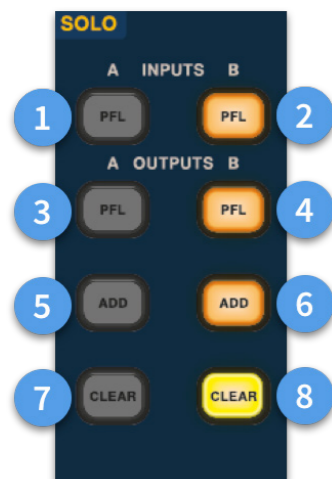 SOLO
A INPUTS B
1 PFL PFL 2
A OUTPUTS B
3 PFL PFL 4
5 ADD ADD 6
7 CLEAR CLEAR 8